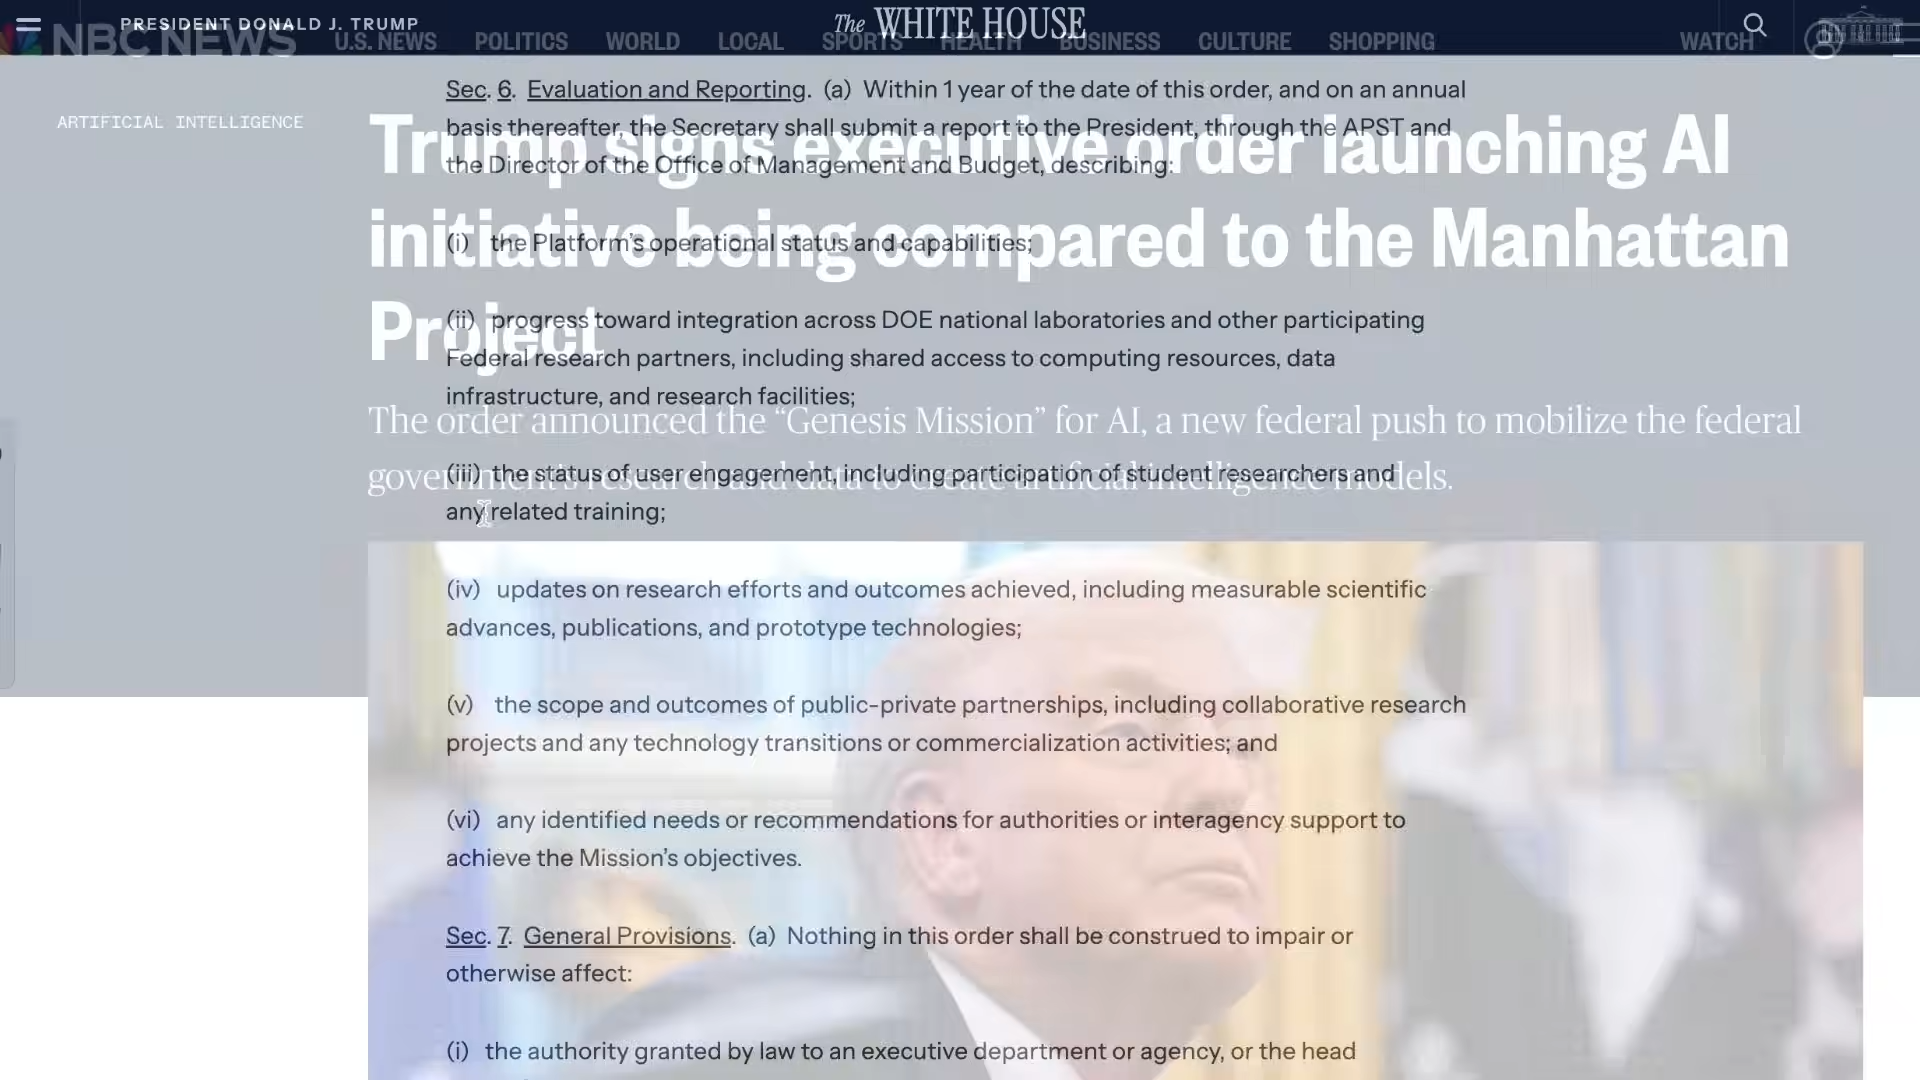 PRESIDENT DONALD J. TRUMP
The WHITE HOUSE
NBC NEWS
U.S. NEWS
POLITICS
WORLD
LOCAL
SPORTS
HEALTH
BUSINESS
CULTURE
SHOPPING
WATCH
ARTIFICIAL INTELLIGENCE
Trump signs executive order launching AI
initiative being compared to the Manhattan
Project
The order announced the “Genesis Mission” for AI, a new federal push to mobilize the federal
government’s research and data to create artificial intelligence models.
Sec. 6. Evaluation and Reporting. (a) Within 1 year of the date of this order, and on an annual
basis thereafter, the Secretary shall submit a report to the President, through the APST and
the Director of the Office of Management and Budget, describing:
(i) the Platform’s operational status and capabilities;
(ii) progress toward integration across DOE national laboratories and other participating
Federal research partners, including shared access to computing resources, data
infrastructure, and research facilities;
(iii) the status of user engagement, including participation of student researchers and
any related training;
(iv) updates on research efforts and outcomes achieved, including measurable scientific
advances, publications, and prototype technologies;
(v) the scope and outcomes of public-private partnerships, including collaborative research
projects and any technology transitions or commercialization activities; and
(vi) any identified needs or recommendations for authorities or interagency support to
achieve the Mission’s objectives.
Sec. 7. General Provisions. (a) Nothing in this order shall be construed to impair or
otherwise affect:
(i) the authority granted by law to an executive department or agency, or the head